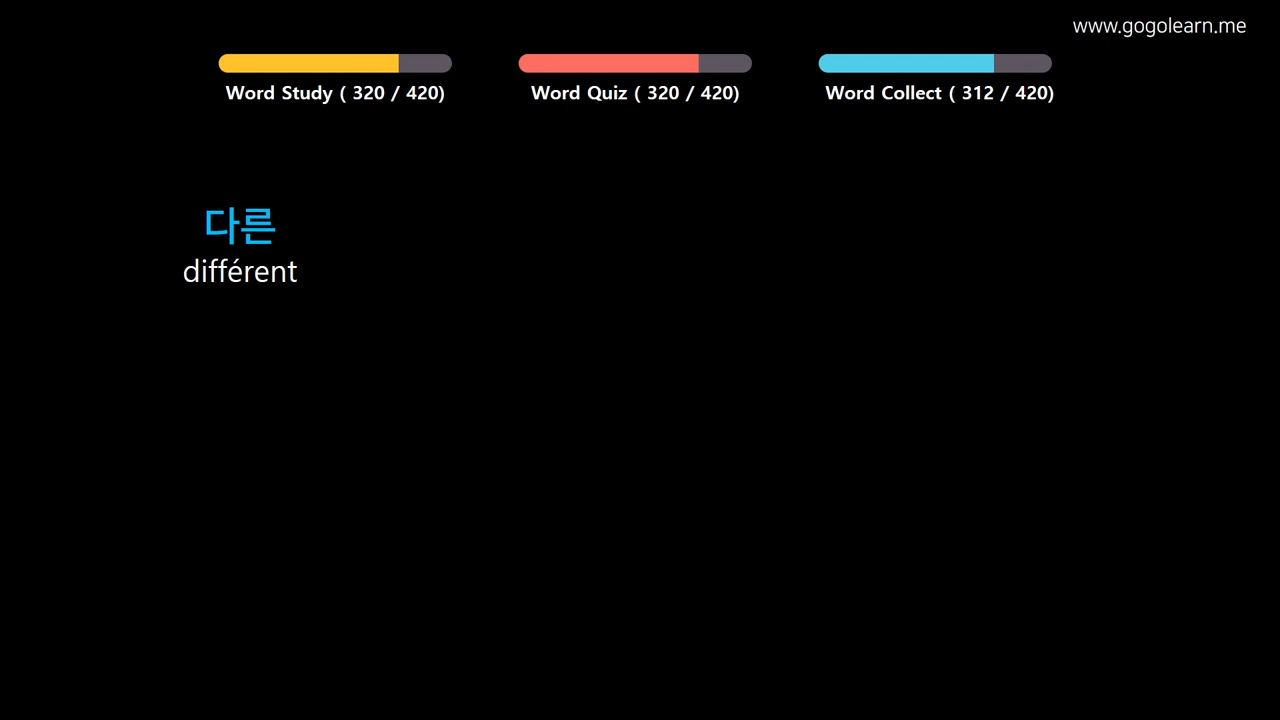 www.gogolearn.me
Word Study ( 320 / 420)
Word Quiz ( 320 / 420)
Word Collect ( 312 / 420)
다른
différent